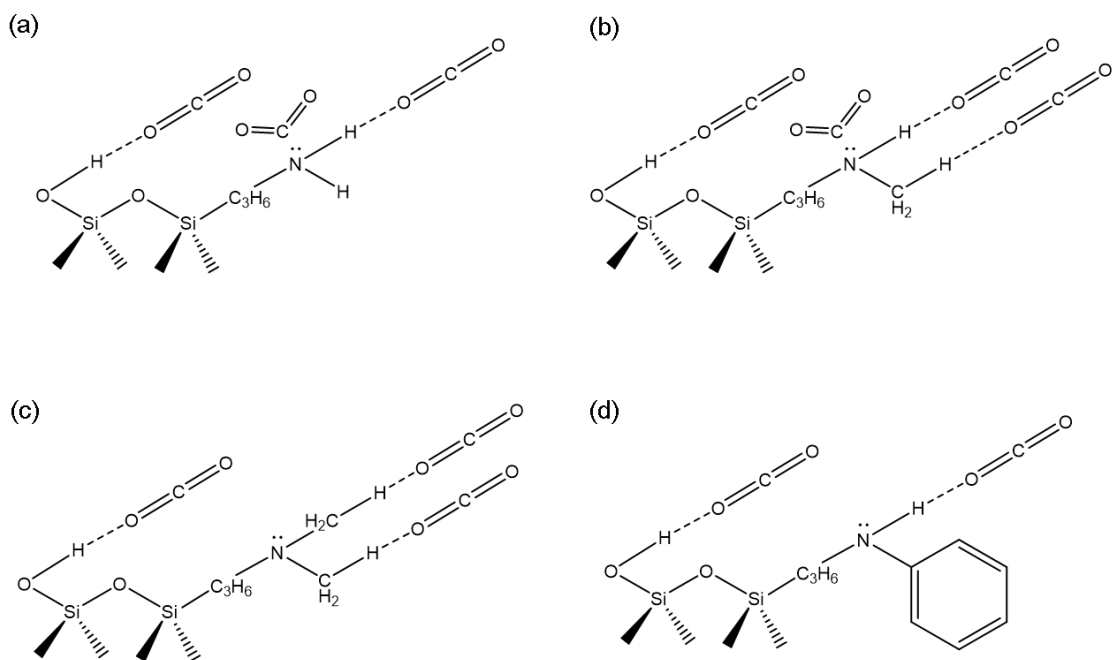 (a)
O O
C C
O O
O O C H
H N
O O C₃H₆ H
Si Si
(b)
O O O
C C C
O O
O O C H O
H N H
O O C₃H₆ C
H₂
Si Si
(c)
O
C
O O O
C H C
O H₂C O
H N H
O O C₃H₆ C
H₂
Si Si
(d)
O
O C
C O
O H
H N
O O C₃H₆
Si Si